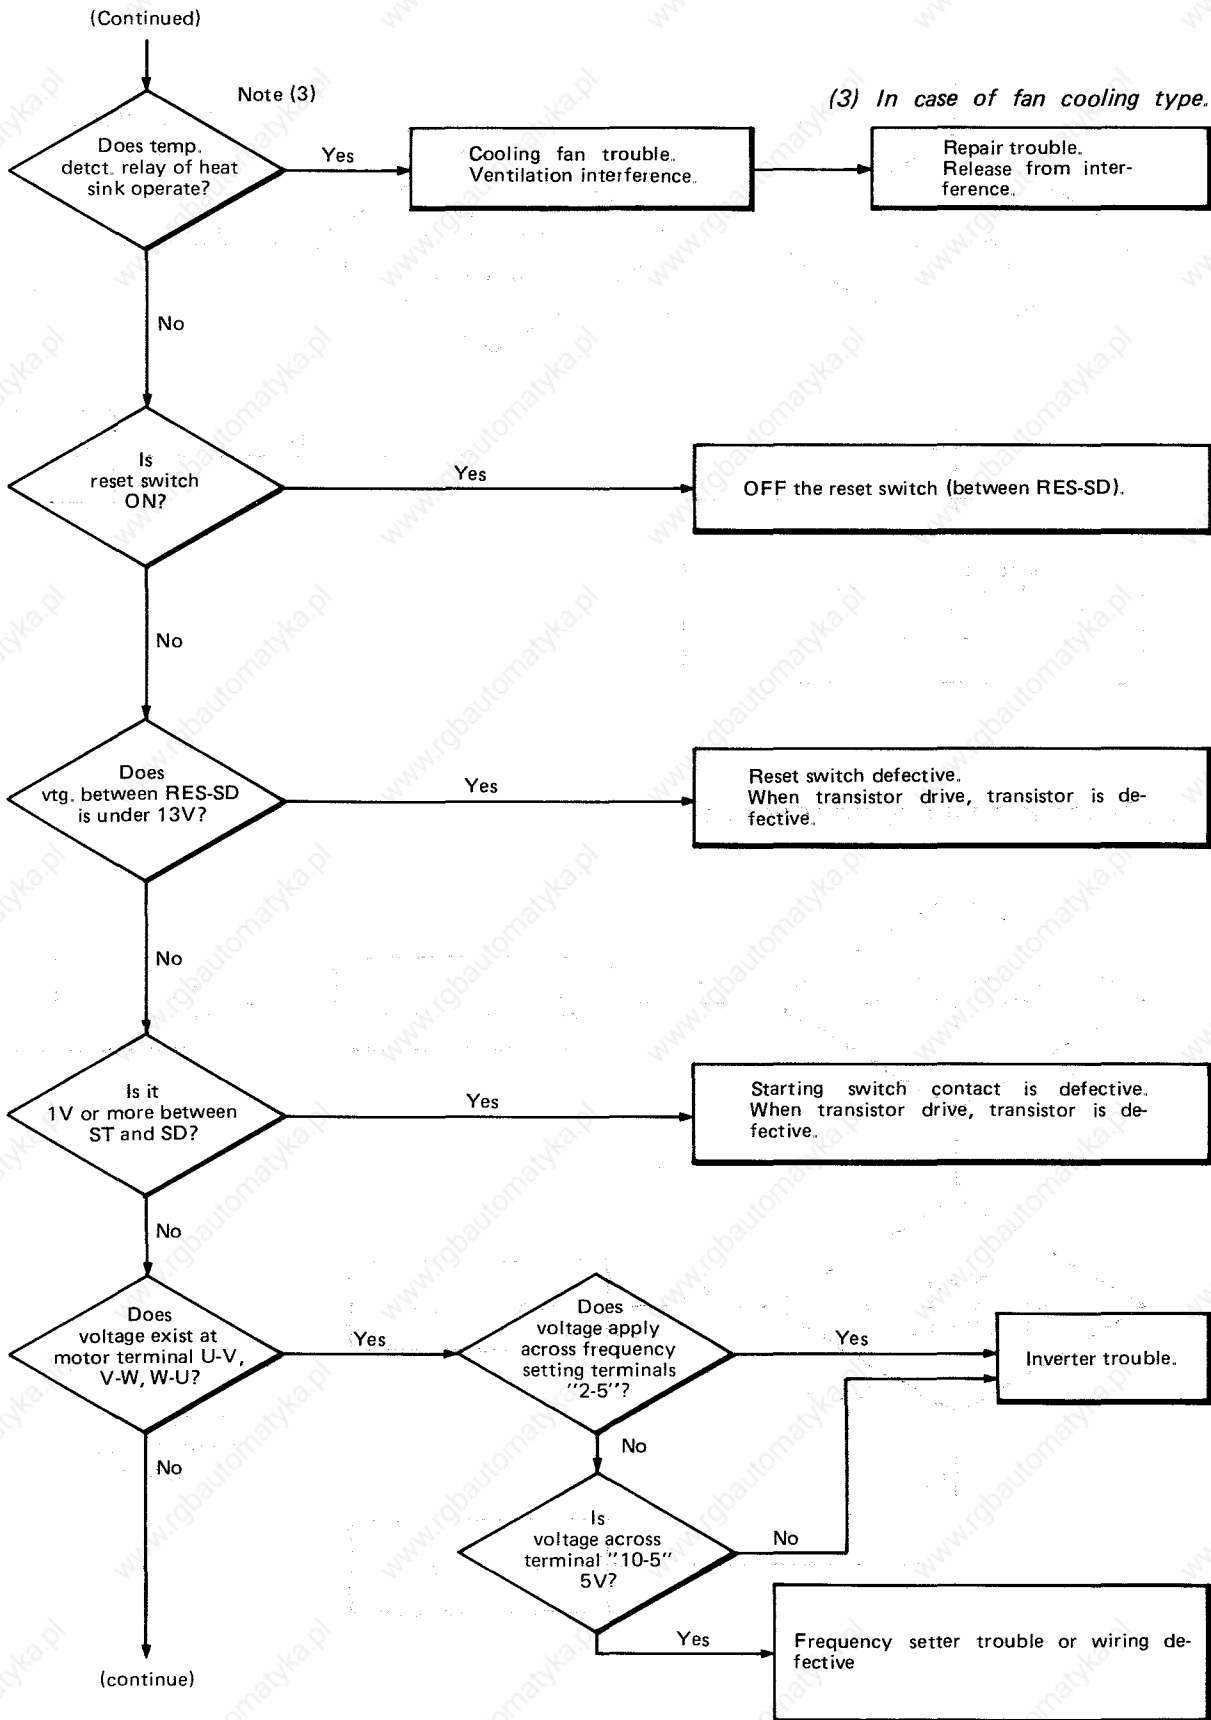 (Continued)
Note (3)
(3) In case of fan cooling type.
Does temp.
detct. relay of heat
sink operate?
Yes
Cooling fan trouble.
Ventilation interference.
Repair trouble.
Release from inter-
ference.
No
Is
reset switch
ON?
Yes
OFF the reset switch (between RES-SD).
No
Does
vtg. between RES-SD
is under 13V?
Yes
Reset switch defective.
When transistor drive, transistor is de-
fective.
No
Is it
1V or more between
ST and SD?
Yes
Starting switch contact is defective.
When transistor drive, transistor is de-
fective.
No
Does
voltage exist at
motor terminal U-V,
V-W, W-U?
Yes
Does
voltage apply
across frequency
setting terminals
"2-5"?
Yes
Inverter trouble.
No
No
Is
voltage across
terminal "10-5"
5V?
No
Yes
Frequency setter trouble or wiring de-
fective
(continue)
www.rgbautomatyka.pl